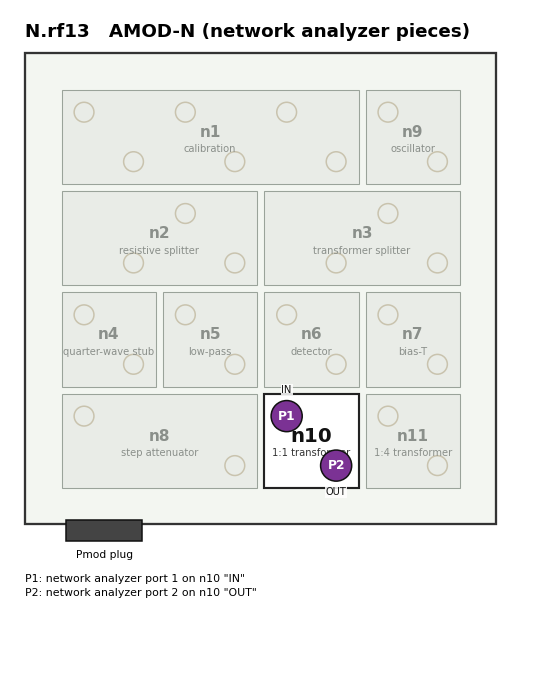 N.rf13   AMOD-N (network analyzer pieces)
n1
calibration
n9
oscillator
n2
resistive splitter
n3
transformer splitter
n4
quarter-wave stub
n5
low-pass
n6
detector
n7
bias-T
IN
P1
n8
step attenuator
n10
1:1 transformer
n11
1:4 transformer
P2
OUT
Pmod plug
P1: network analyzer port 1 on n10 "IN"
P2: network analyzer port 2 on n10 "OUT"